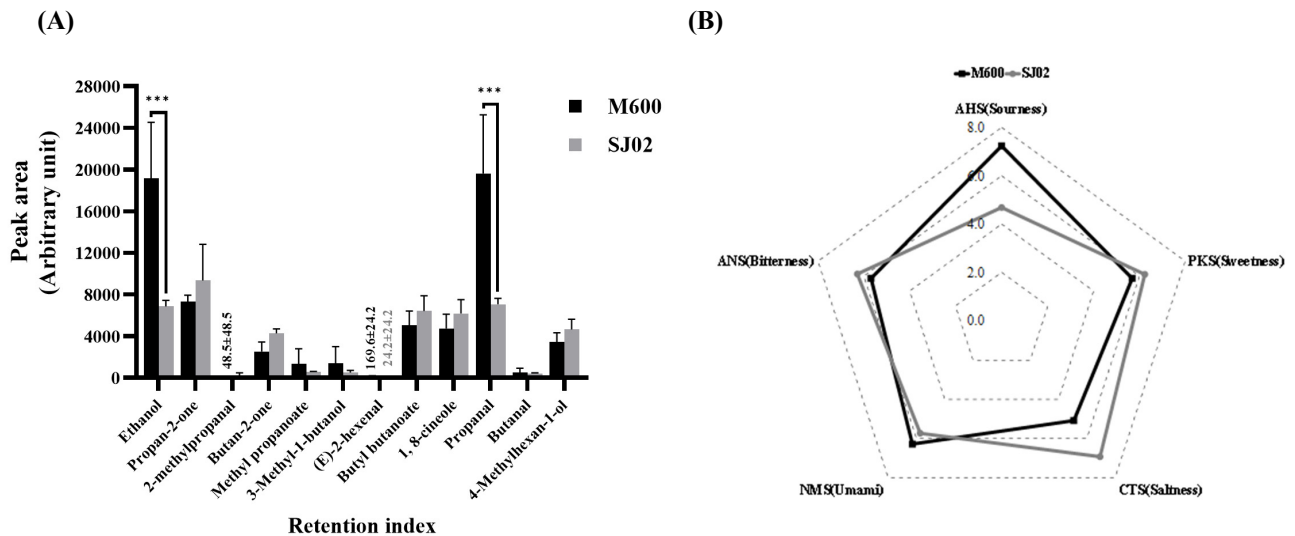 (A)
(B)
28000
24000
20000
16000
12000
8000
4000
0
Peak area
(Arbitrary unit)
***
***
M600
SJ02
48.5±48.5
169.6±24.2
24.2±24.2
Ethanol
Propan-2-one
2-methylpropanal
Butan-2-one
Methyl propanoate
3-Methyl-1-butanol
(E)-2-hexenal
Butyl butanoate
1, 8-cineole
Propanal
Butanal
4-Methylhexan-1-ol
Retention index
M600 SJ02
AHS(Sourness)
8.0
6.0
4.0
2.0
0.0
ANS(Bitterness)
PKS(Sweetness)
NMS(Umami)
CTS(Saltness)